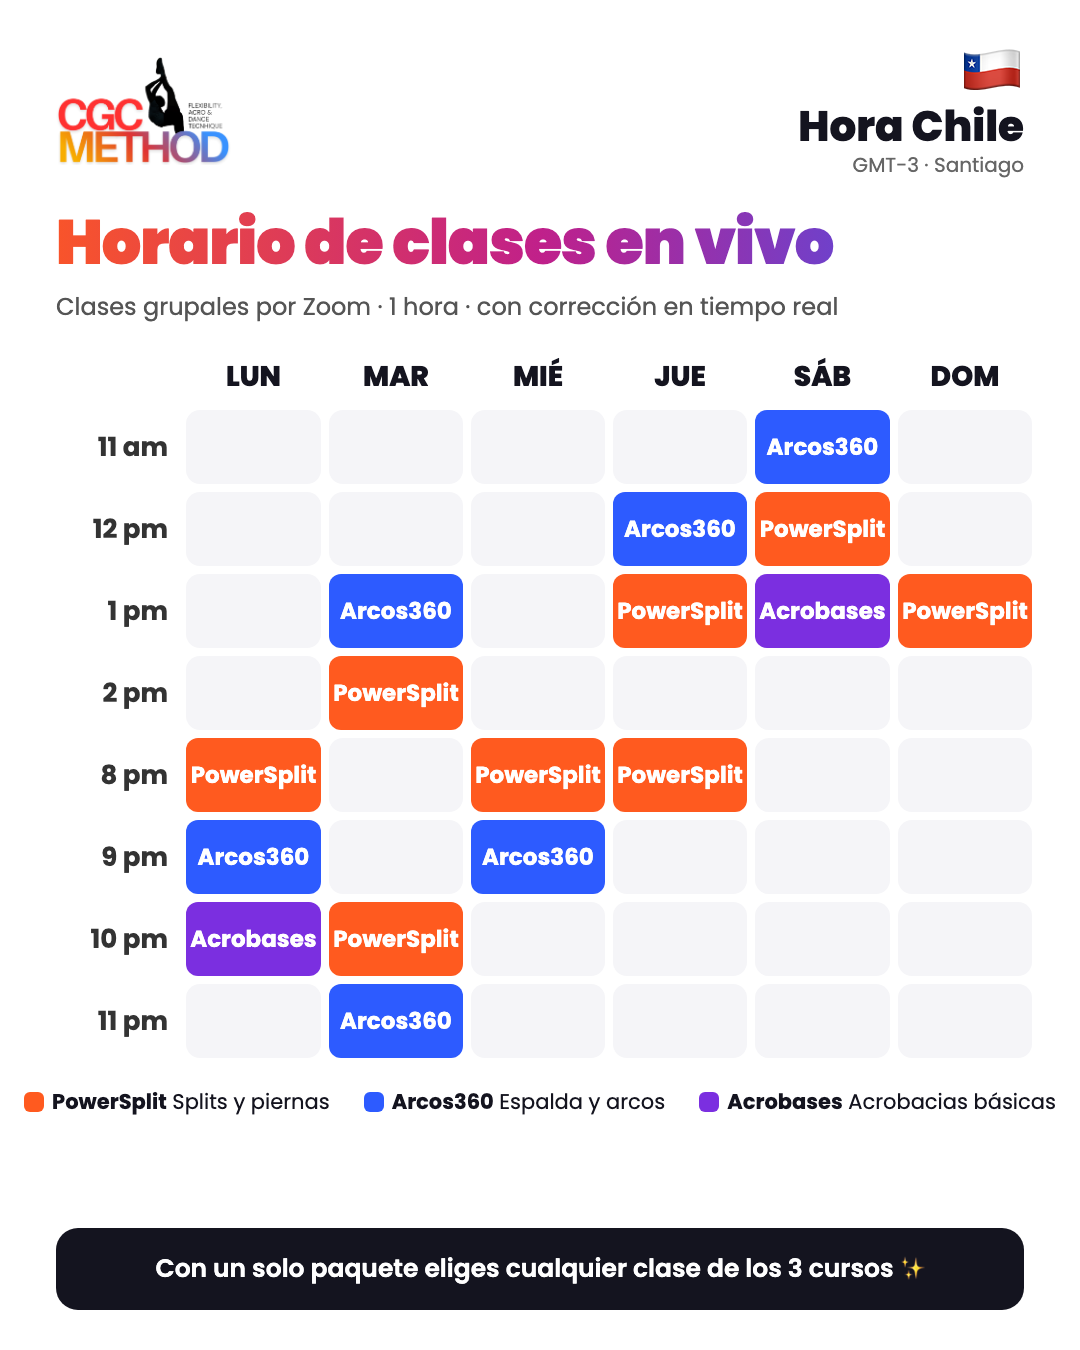 CGC
METHOD
FLEXIBILITY,
ACRO &
DANCE
TECNHIQUE
Hora Chile
GMT-3 · Santiago
Horario de clases en vivo
Clases grupales por Zoom · 1 hora · con corrección en tiempo real
LUN MAR MIÉ JUE SÁB DOM
11 am Arcos360
12 pm Arcos360 PowerSplit
1 pm Arcos360 PowerSplit Acrobases PowerSplit
2 pm PowerSplit
8 pm PowerSplit PowerSplit PowerSplit
9 pm Arcos360 Arcos360
10 pm Acrobases PowerSplit
11 pm Arcos360
PowerSplit Splits y piernas Arcos360 Espalda y arcos Acrobases Acrobacias básicas
Con un solo paquete eliges cualquier clase de los 3 cursos ✨